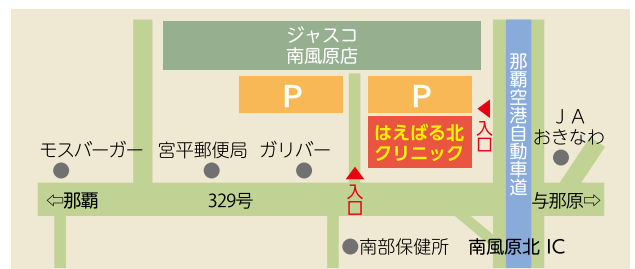 ジャスコ
南風原店
P
P
はえばる北
クリニック
入口
那覇空港自動車道
JA
おきなわ
モスバーガー
宮平郵便局
ガリバー
入口
⇦那覇
329号
与那原⇨
南部保健所
南風原北 IC